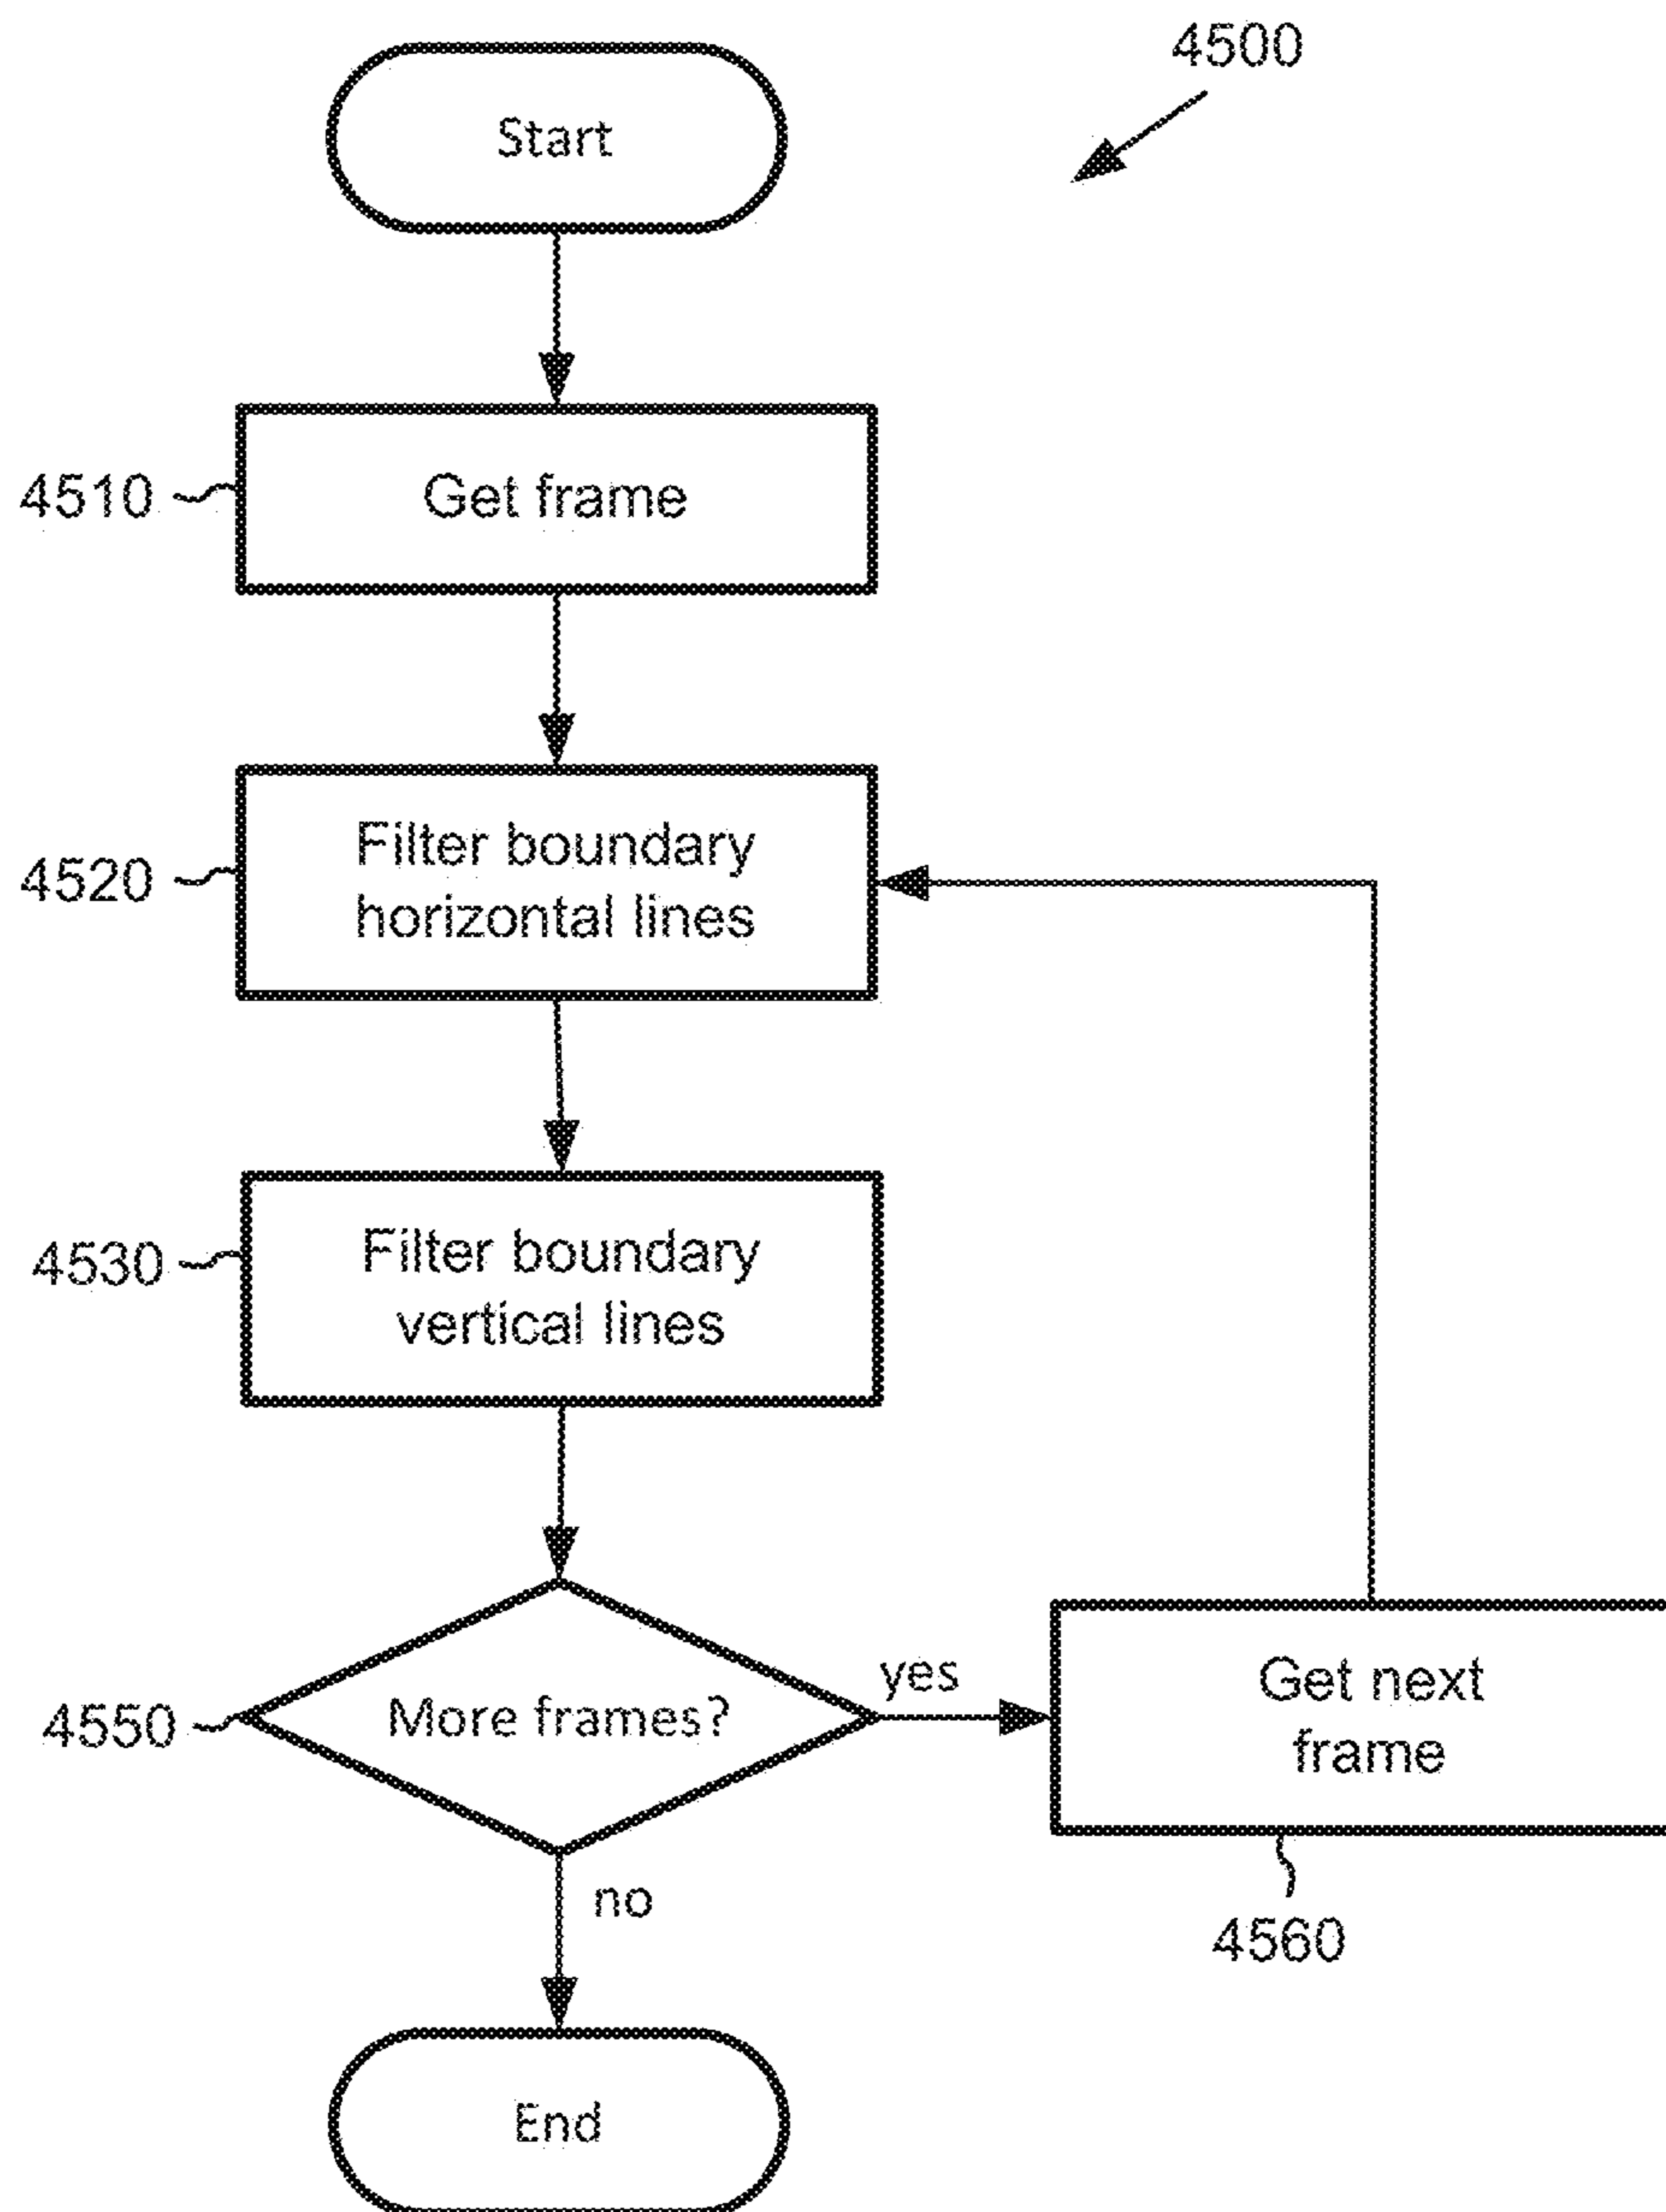 4500
Start
4510
Get frame
4520
Filter boundary
horizontal lines
4530
Filter boundary
vertical lines
4550
More frames?
yes
Get next
frame
4560
no
End